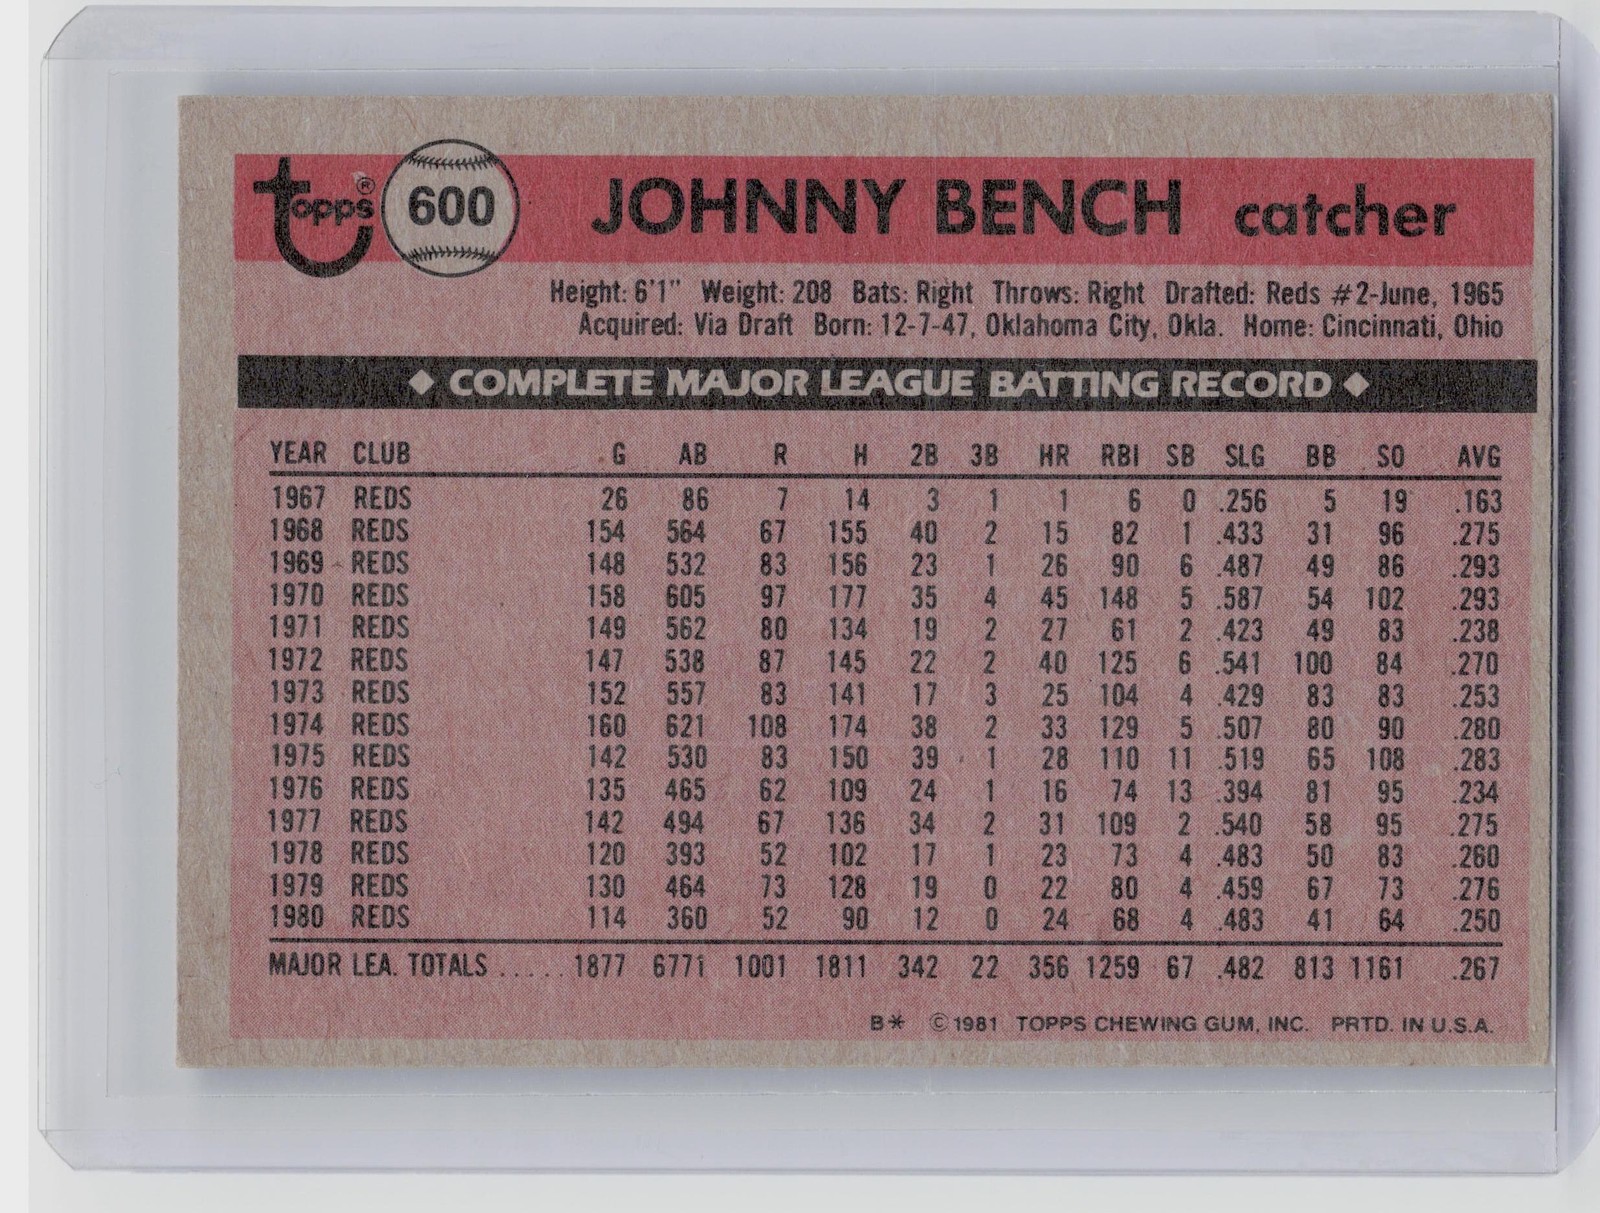 topps® 600 JOHNNY BENCH catcher
Height: 6'1" Weight: 208 Bats: Right Throws: Right Drafted: Reds #2-June, 1965
Acquired: Via Draft Born: 12-7-47, Oklahoma City, Okla. Home: Cincinnati, Ohio
◆ COMPLETE MAJOR LEAGUE BATTING RECORD ◆
YEAR CLUB G AB R H 2B 3B HR RBI SB SLG BB SO AVG
1967 REDS 26 86 7 14 3 1 1 6 0 .256 5 19 .163
1968 REDS 154 564 67 155 40 2 15 82 1 .433 31 96 .275
1969 REDS 148 532 83 156 23 1 26 90 6 .487 49 86 .293
1970 REDS 158 605 97 177 35 4 45 148 5 .587 54 102 .293
1971 REDS 149 562 80 134 19 2 27 61 2 .423 49 83 .238
1972 REDS 147 538 87 145 22 2 40 125 6 .541 100 84 .270
1973 REDS 152 557 83 141 17 3 25 104 4 .429 83 83 .253
1974 REDS 160 621 108 174 38 2 33 129 5 .507 80 90 .280
1975 REDS 142 530 83 150 39 1 28 110 11 .519 65 108 .283
1976 REDS 135 465 62 109 24 1 16 74 13 .394 81 95 .234
1977 REDS 142 494 67 136 34 2 31 109 2 .540 58 95 .275
1978 REDS 120 393 52 102 17 1 23 73 4 .483 50 83 .260
1979 REDS 130 464 73 128 19 0 22 80 4 .459 67 73 .276
1980 REDS 114 360 52 90 12 0 24 68 4 .483 41 64 .250
MAJOR LEA. TOTALS ..... 1877 6771 1001 1811 342 22 356 1259 67 .482 813 1161 .267
B* ©1981 TOPPS CHEWING GUM, INC. PRTD. IN U.S.A.